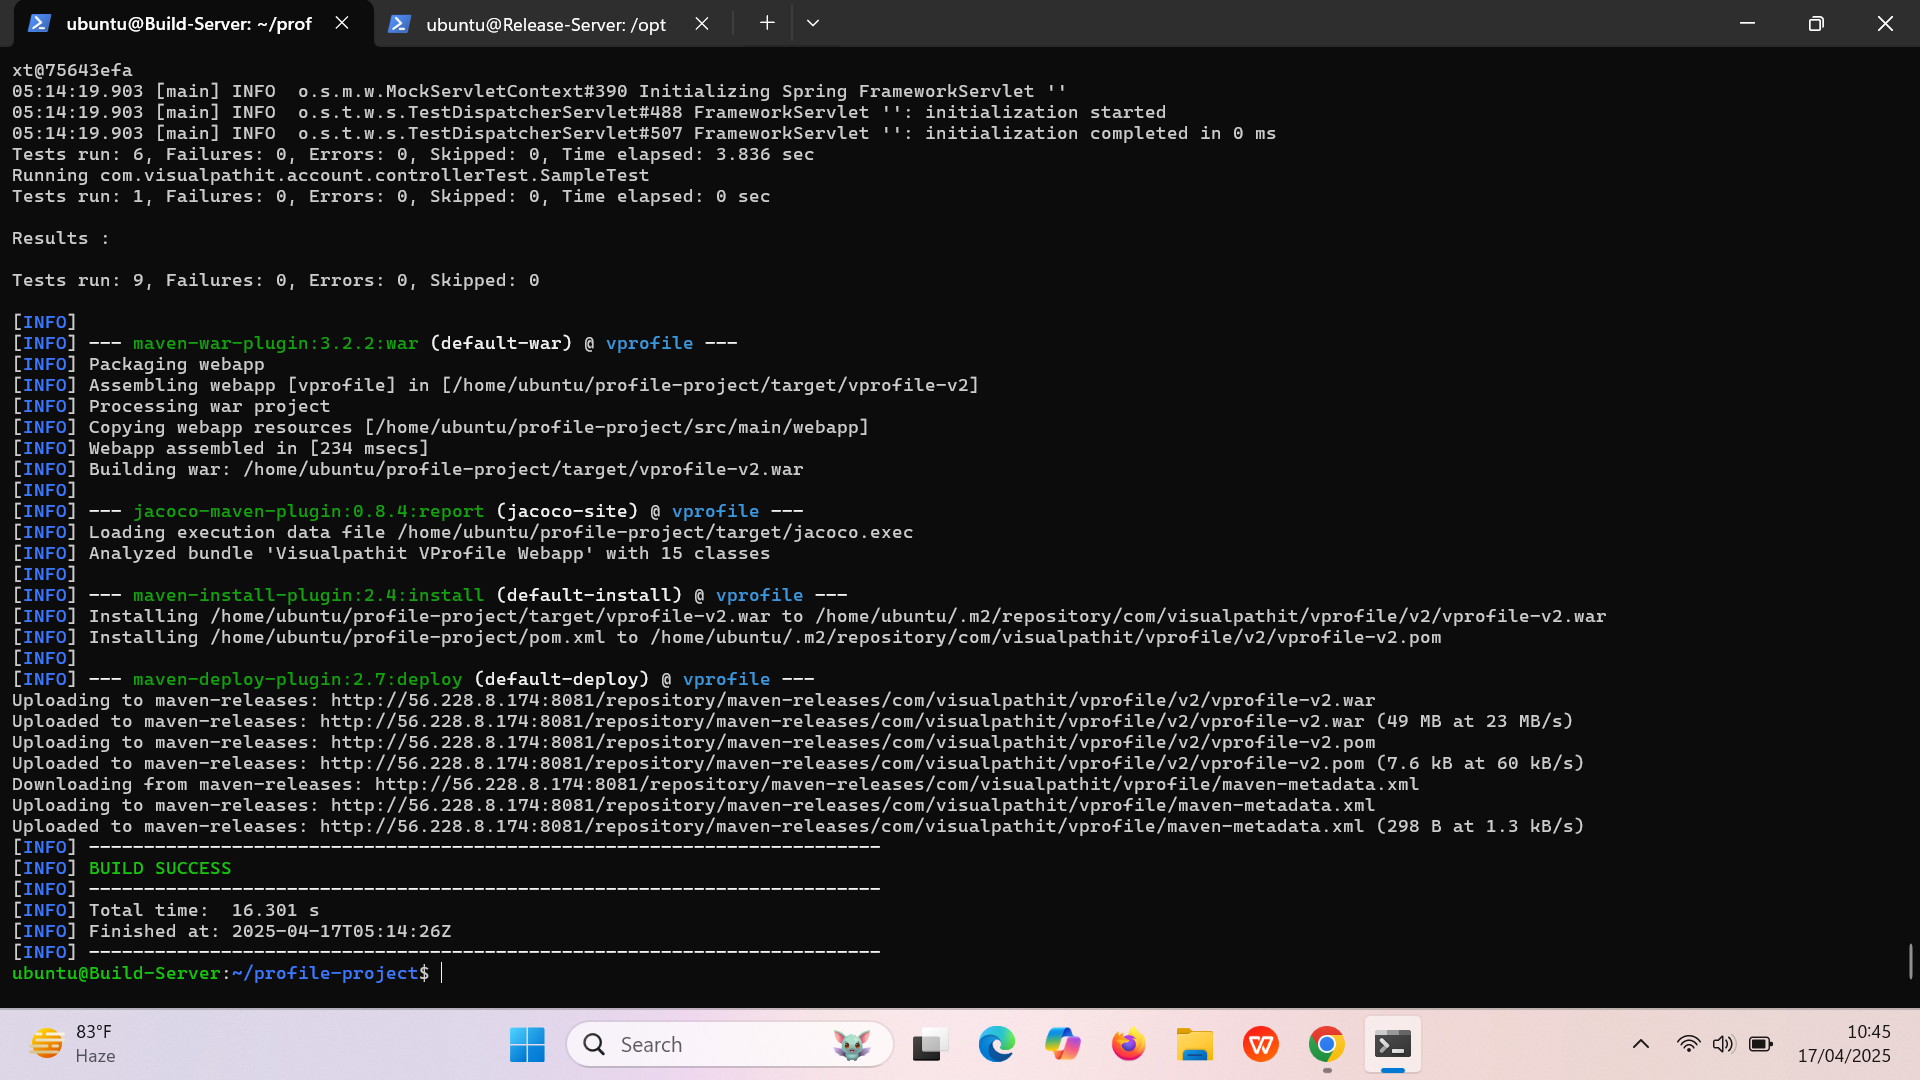 ubuntu@Build-Server: ~/prof
ubuntu@Release-Server: /opt
xt@75643efa
05:14:19.903 [main] INFO  o.s.m.w.MockServletContext#390 Initializing Spring FrameworkServlet ''
05:14:19.903 [main] INFO  o.s.t.w.s.TestDispatcherServlet#488 FrameworkServlet '': initialization started
05:14:19.903 [main] INFO  o.s.t.w.s.TestDispatcherServlet#507 FrameworkServlet '': initialization completed in 0 ms
Tests run: 6, Failures: 0, Errors: 0, Skipped: 0, Time elapsed: 3.836 sec
Running com.visualpathit.account.controllerTest.SampleTest
Tests run: 1, Failures: 0, Errors: 0, Skipped: 0, Time elapsed: 0 sec
Results :
Tests run: 9, Failures: 0, Errors: 0, Skipped: 0
[INFO]
[INFO] --- maven-war-plugin:3.2.2:war (default-war) @ vprofile ---
[INFO] Packaging webapp
[INFO] Assembling webapp [vprofile] in [/home/ubuntu/profile-project/target/vprofile-v2]
[INFO] Processing war project
[INFO] Copying webapp resources [/home/ubuntu/profile-project/src/main/webapp]
[INFO] Webapp assembled in [234 msecs]
[INFO] Building war: /home/ubuntu/profile-project/target/vprofile-v2.war
[INFO]
[INFO] --- jacoco-maven-plugin:0.8.4:report (jacoco-site) @ vprofile ---
[INFO] Loading execution data file /home/ubuntu/profile-project/target/jacoco.exec
[INFO] Analyzed bundle 'Visualpathit VProfile Webapp' with 15 classes
[INFO]
[INFO] --- maven-install-plugin:2.4:install (default-install) @ vprofile ---
[INFO] Installing /home/ubuntu/profile-project/target/vprofile-v2.war to /home/ubuntu/.m2/repository/com/visualpathit/vprofile/v2/vprofile-v2.war
[INFO] Installing /home/ubuntu/profile-project/pom.xml to /home/ubuntu/.m2/repository/com/visualpathit/vprofile/v2/vprofile-v2.pom
[INFO]
[INFO] --- maven-deploy-plugin:2.7:deploy (default-deploy) @ vprofile ---
Uploading to maven-releases: http://56.228.8.174:8081/repository/maven-releases/com/visualpathit/vprofile/v2/vprofile-v2.war
Uploaded to maven-releases: http://56.228.8.174:8081/repository/maven-releases/com/visualpathit/vprofile/v2/vprofile-v2.war (49 MB at 23 MB/s)
Uploading to maven-releases: http://56.228.8.174:8081/repository/maven-releases/com/visualpathit/vprofile/v2/vprofile-v2.pom
Uploaded to maven-releases: http://56.228.8.174:8081/repository/maven-releases/com/visualpathit/vprofile/v2/vprofile-v2.pom (7.6 kB at 60 kB/s)
Downloading from maven-releases: http://56.228.8.174:8081/repository/maven-releases/com/visualpathit/vprofile/maven-metadata.xml
Uploading to maven-releases: http://56.228.8.174:8081/repository/maven-releases/com/visualpathit/vprofile/maven-metadata.xml
Uploaded to maven-releases: http://56.228.8.174:8081/repository/maven-releases/com/visualpathit/vprofile/maven-metadata.xml (298 B at 1.3 kB/s)
[INFO] ------------------------------------------------------------------------
[INFO] BUILD SUCCESS
[INFO] ------------------------------------------------------------------------
[INFO] Total time:  16.301 s
[INFO] Finished at: 2025-04-17T05:14:26Z
[INFO] ------------------------------------------------------------------------
ubuntu@Build-Server:~/profile-project$
83°F
Haze
Search
10:45
17/04/2025